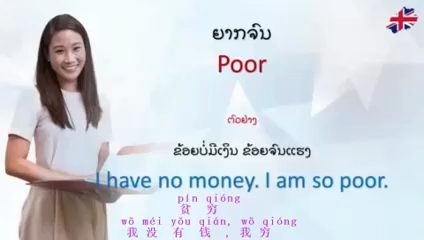 ຍາກຈົນ
Poor
ຕົວຢ່າງ
ຂ້ອຍບໍ່ມີເງິນ ຂ້ອຍຈົນແຮງ
I have no money. I am so poor.
pín qióng
贫 穷
wǒ méi yǒu qián, wǒ qióng
我 没 有 钱 , 我 穷